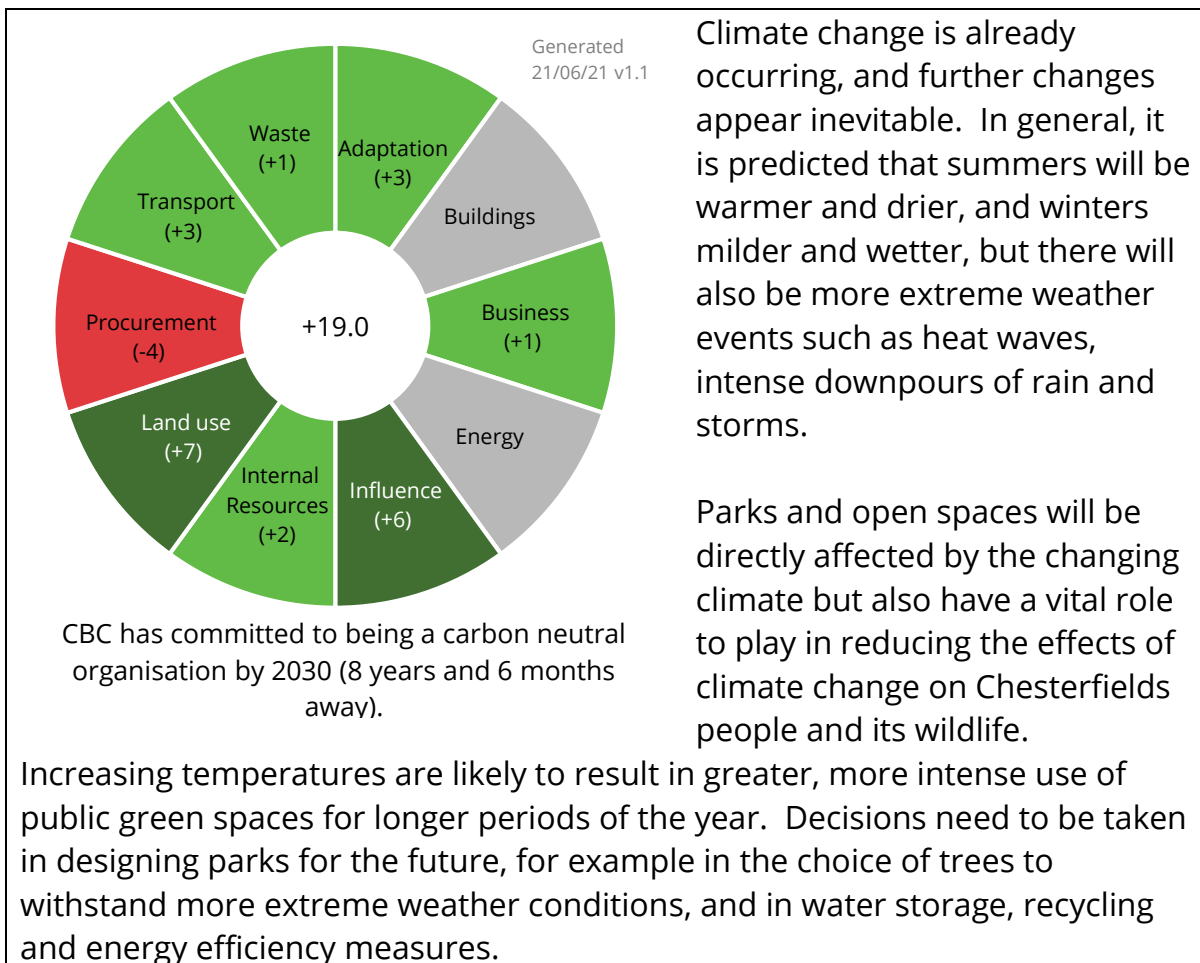 Generated
21/06/21 v1.1
Waste
(+1)
Adaptation
(+3)
Transport
(+3)
Buildings
Procurement
(-4)
+19.0
Business
(+1)
Land use
(+7)
Energy
Internal
Resources
(+2)
Influence
(+6)
CBC has committed to being a carbon neutral
organisation by 2030 (8 years and 6 months
away).
Climate change is already
occurring, and further changes
appear inevitable.  In general, it
is predicted that summers will be
warmer and drier, and winters
milder and wetter, but there will
also be more extreme weather
events such as heat waves,
intense downpours of rain and
storms.
Parks and open spaces will be
directly affected by the changing
climate but also have a vital role
to play in reducing the effects of
climate change on Chesterfields
people and its wildlife.
Increasing temperatures are likely to result in greater, more intense use of
public green spaces for longer periods of the year.  Decisions need to be taken
in designing parks for the future, for example in the choice of trees to
withstand more extreme weather conditions, and in water storage, recycling
and energy efficiency measures.